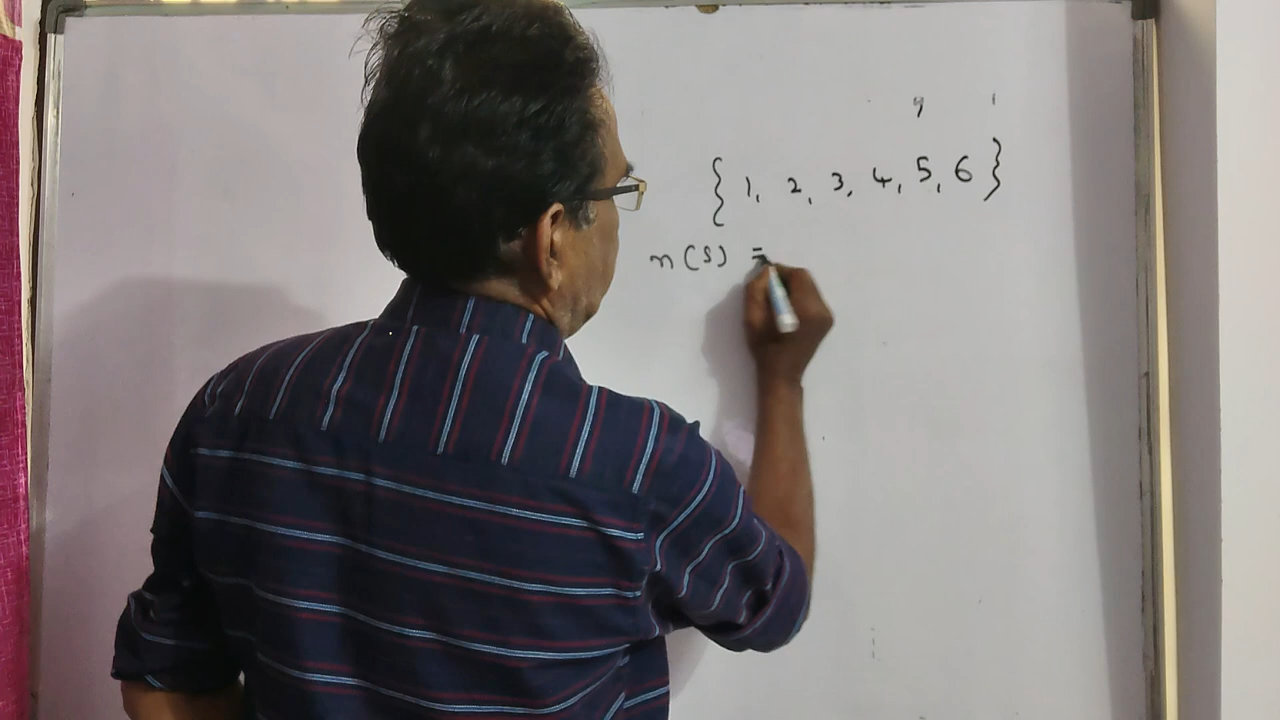 { 1, 2, 3, 4, 5, 6 }
n(S) =